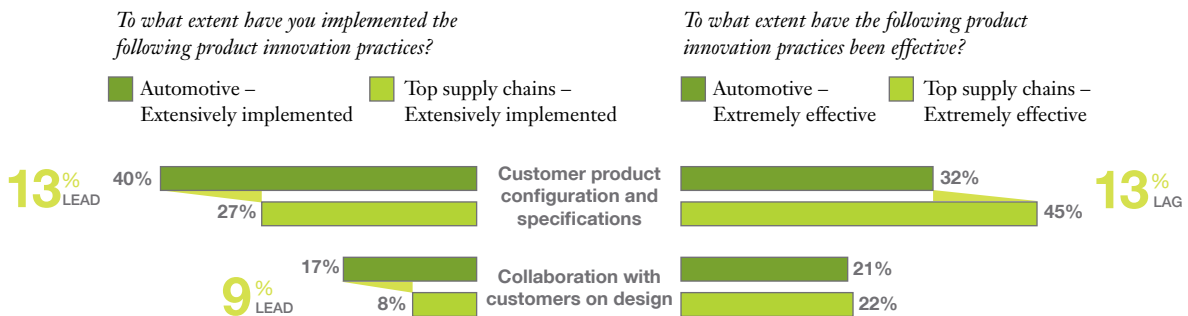 To what extent have you implemented the
following product innovation practices?
Automotive –
Extensively implemented
Top supply chains –
Extensively implemented
To what extent have the following product
innovation practices been effective?
Automotive –
Extremely effective
Top supply chains –
Extremely effective
13% LEAD
40%
27%
Customer product
configuration and
specifications
32%
45%
13% LAG
9% LEAD
17%
8%
Collaboration with
customers on design
21%
22%